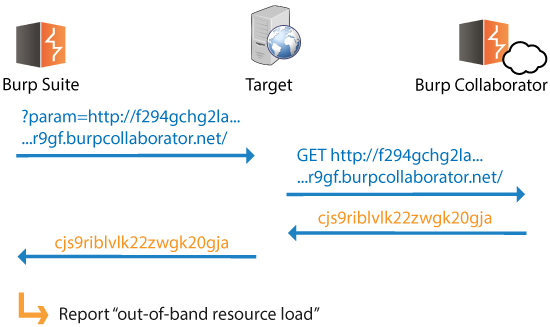 Burp Suite
Target
Burp Collaborator
?param=http://f294gchg2la...
...r9gf.burpcollaborator.net/
GET http://f294gchg2la...
...r9gf.burpcollaborator.net/
cjs9riblvlk22zwgk20gja
cjs9riblvlk22zwgk20gja
Report “out-of-band resource load”